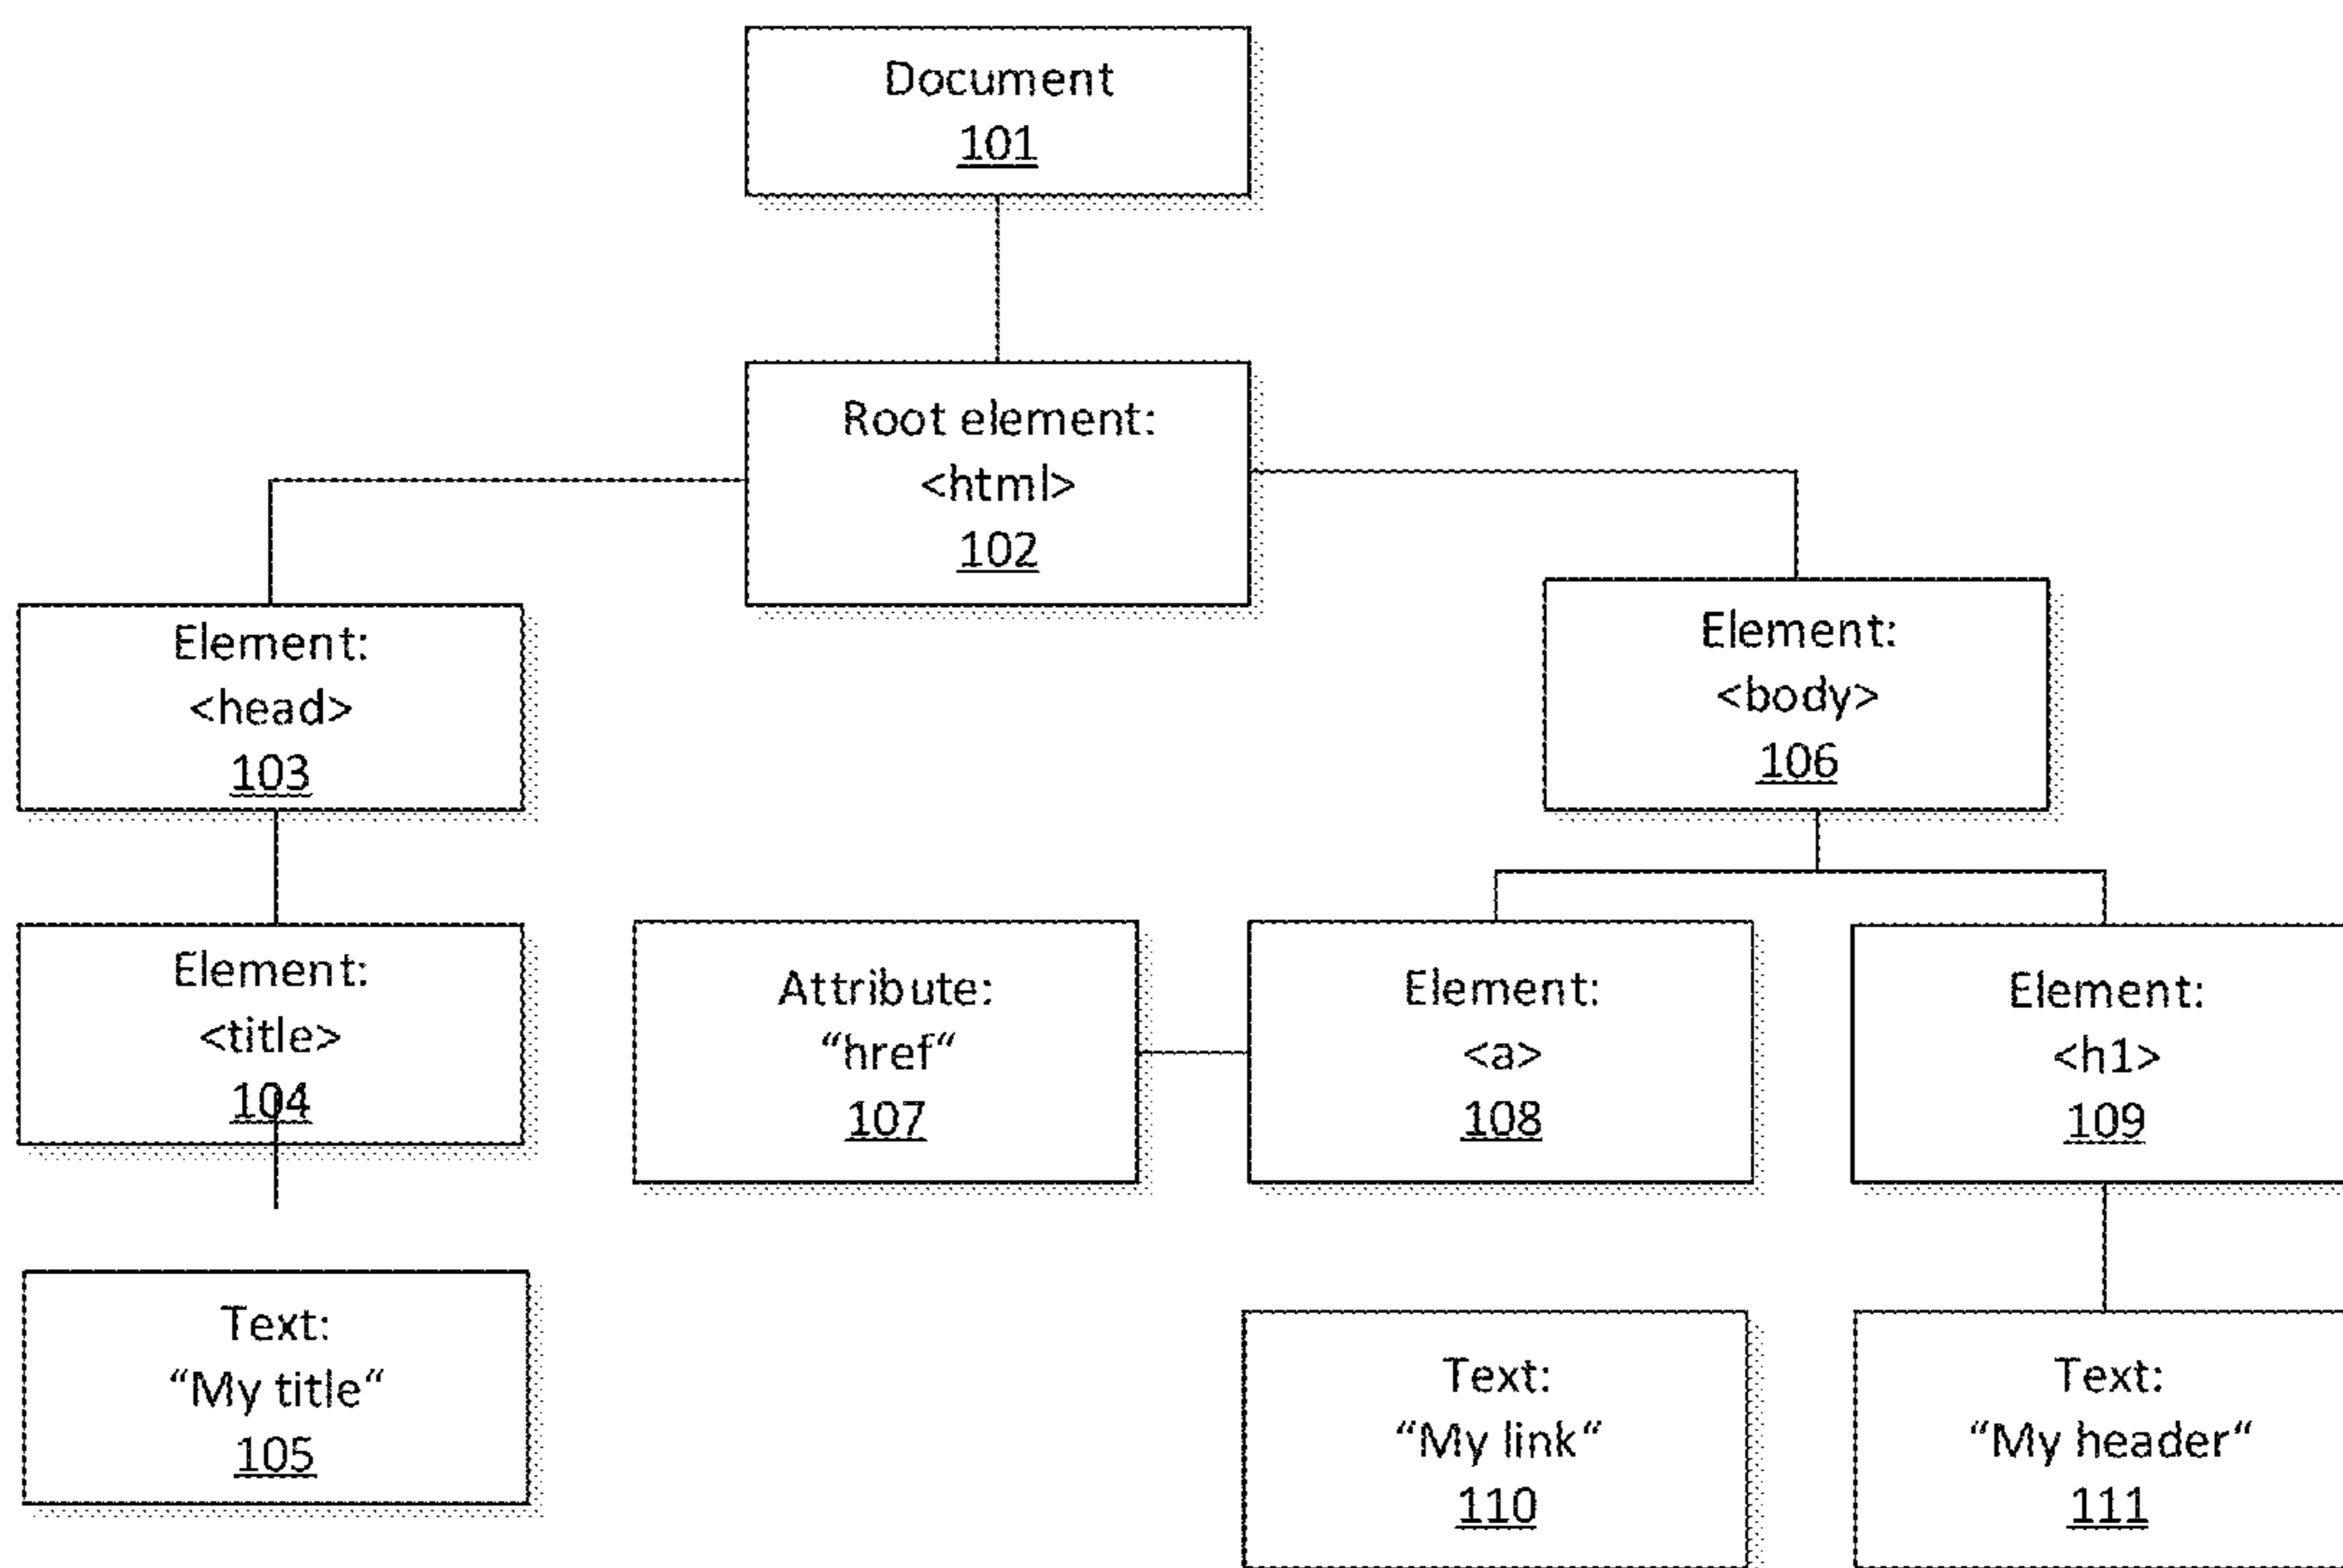 Document
101
Root element:
<html>
102
Element:
<head>
103
Element:
<body>
106
Element:
<title>
104
Attribute:
“href“
107
Element:
<a>
108
Element:
<h1>
109
Text:
“My title“
105
Text:
“My link“
110
Text:
“My header“
111